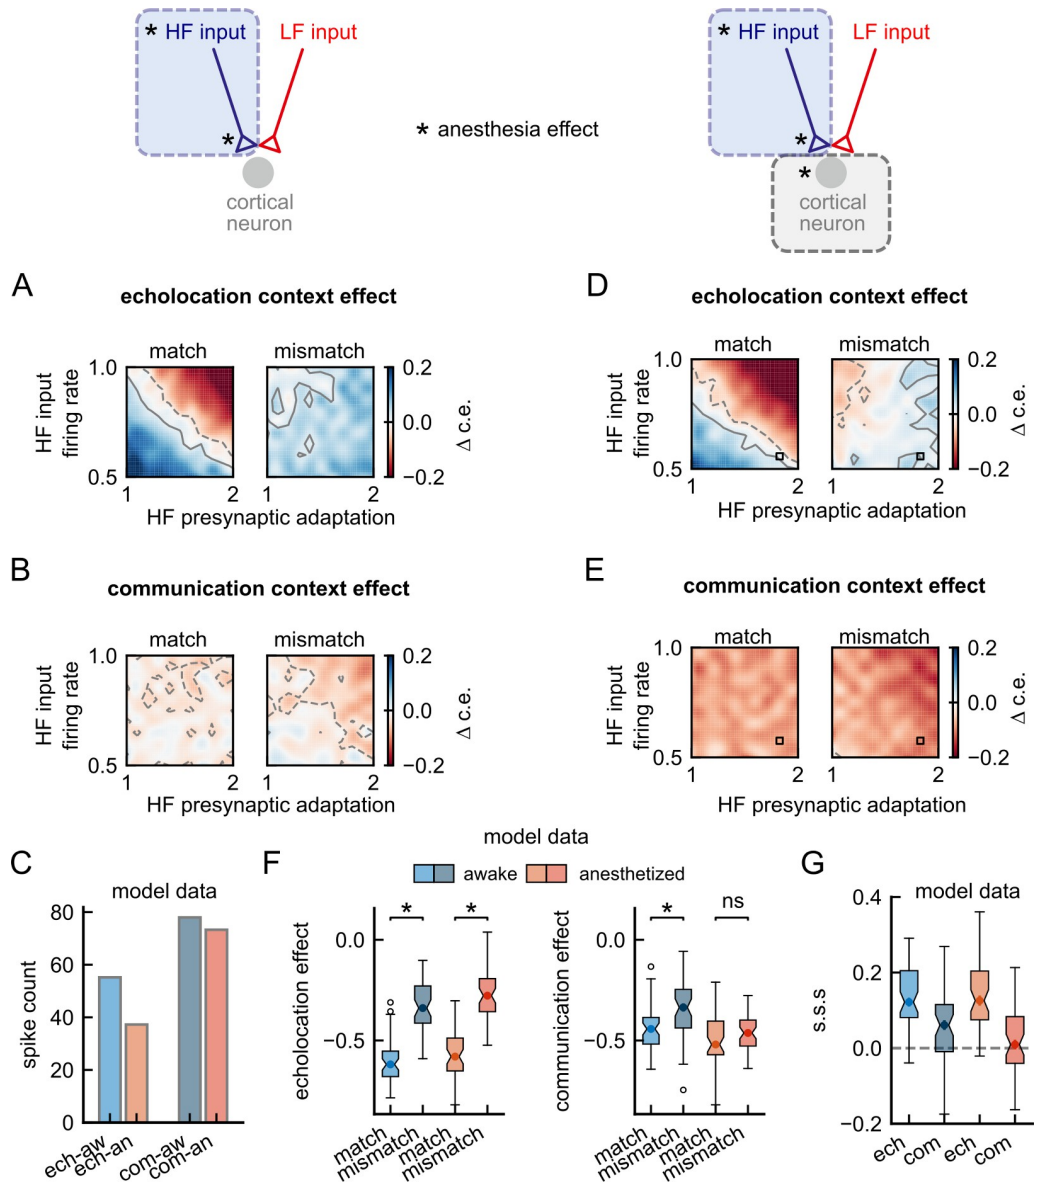 * HF input LF input
* HF input LF input
*
*
* anesthesia effect
*
cortical
neuron
cortical
neuron
A
echolocation context effect
match mismatch
HF input
firing rate
1.0
0.5
1 2
1 2
HF presynaptic adaptation
0.2
0.0
−0.2
Δ c.e.
D
echolocation context effect
match mismatch
HF input
firing rate
1.0
0.5
1 2
1 2
HF presynaptic adaptation
0.2
0.0
−0.2
Δ c.e.
B
communication context effect
match mismatch
HF input
firing rate
1.0
0.5
1 2
1 2
HF presynaptic adaptation
0.2
0.0
−0.2
Δ c.e.
E
communication context effect
match mismatch
HF input
firing rate
1.0
0.5
1 2
1 2
HF presynaptic adaptation
0.2
0.0
−0.2
Δ c.e.
C
model data
spike count
80
60
40
20
0
ech-aw
ech-an
com-aw
com-an
F
model data
awake anesthetized
echolocation effect
0.0
−0.5
* *
match
mismatch
match
mismatch
communication effect
0.0
−0.5
* ns
match
mismatch
match
mismatch
G
model data
s.s.s
0.4
0.2
0.0
−0.2
ech
com
ech
com